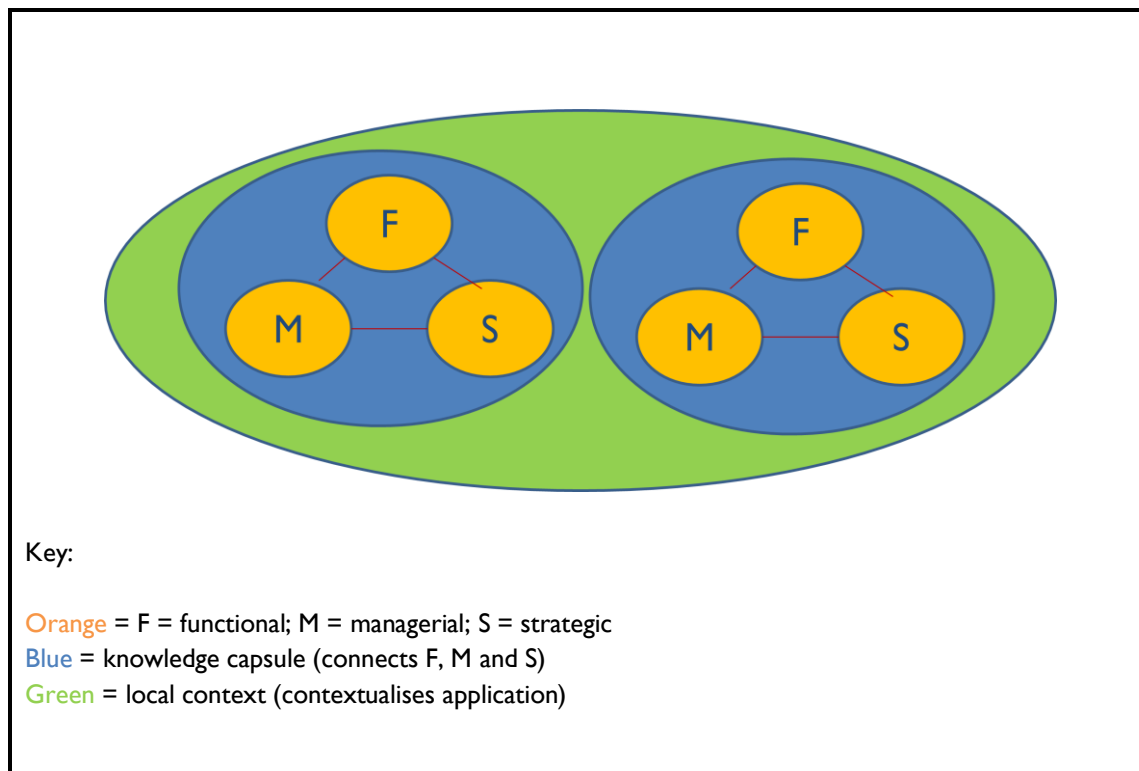 F
F
M
S
M
S
Key:
Orange = F = functional; M = managerial; S = strategic
Blue = knowledge capsule (connects F, M and S)
Green = local context (contextualises application)